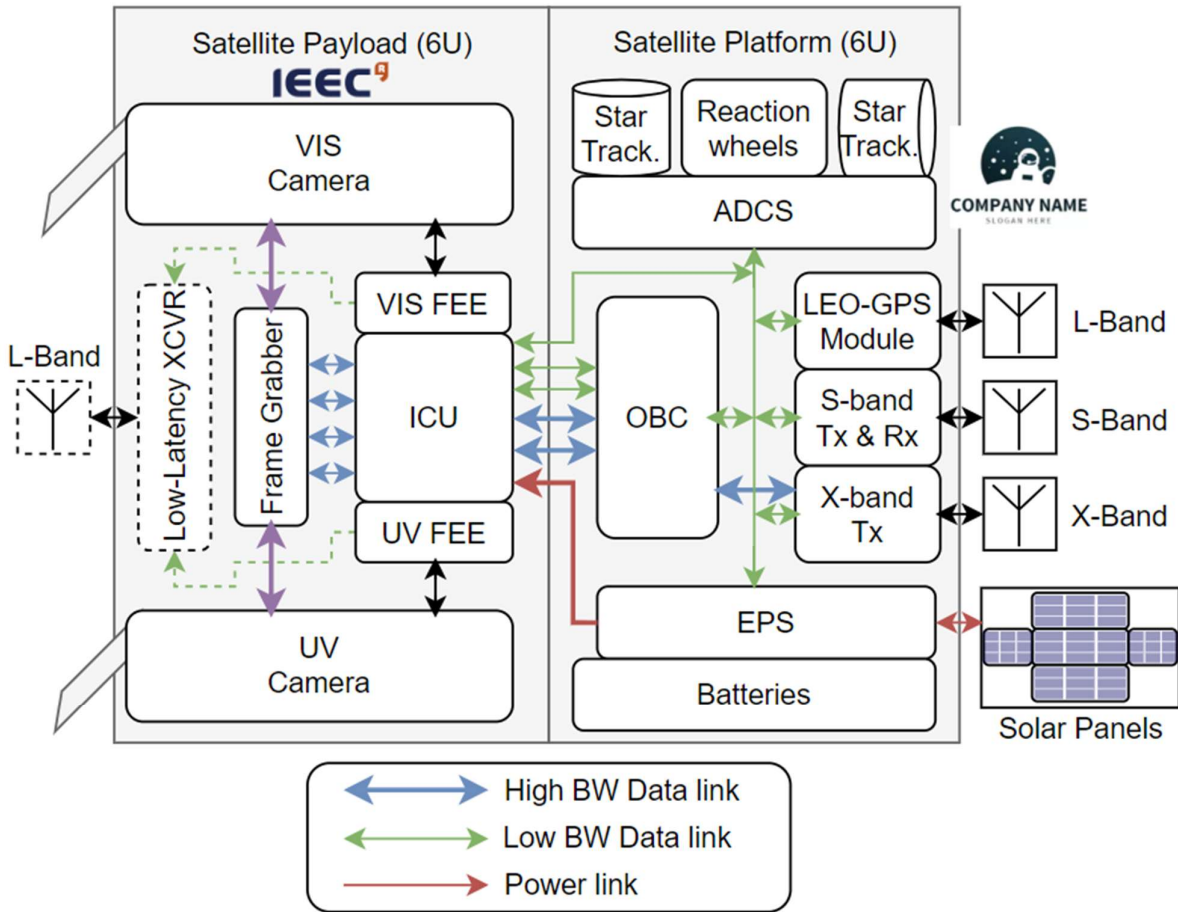 Satellite Payload (6U)
IEEC
Satellite Platform (6U)
VIS
Camera
Star
Track.
Reaction
wheels
Star
Track.
ADCS
COMPANY NAME
SLOGAN HERE
VIS FEE
LEO-GPS
Module
L-Band
L-Band
Low-Latency XCVR
Frame Grabber
ICU
OBC
S-band
Tx & Rx
S-Band
X-band
Tx
X-Band
UV FEE
UV
Camera
EPS
Batteries
Solar Panels
High BW Data link
Low BW Data link
Power link